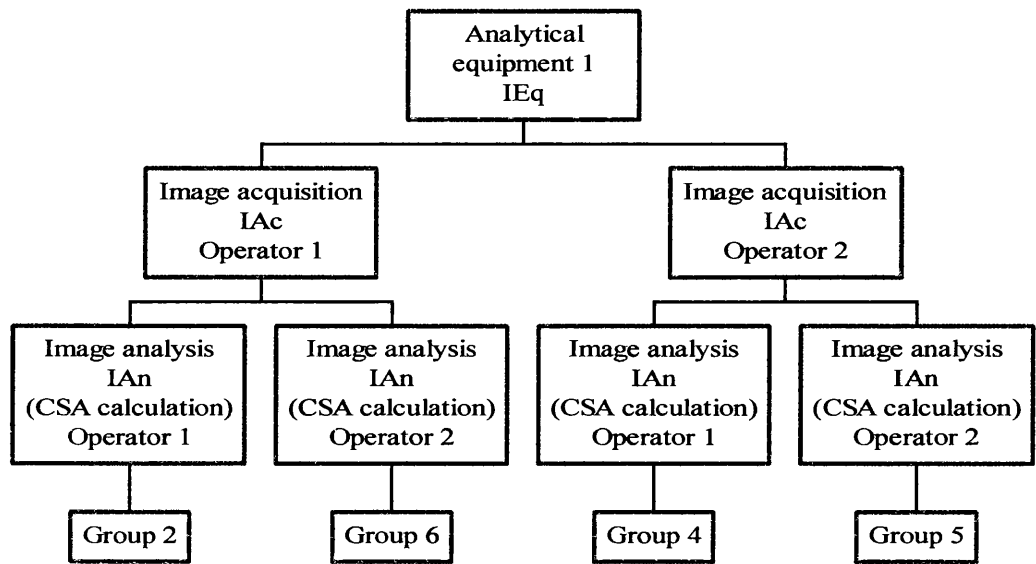 Analytical
equipment 1
IEq
Image acquisition
IAc
Operator 1
Image acquisition
IAc
Operator 2
Image analysis
IAn
(CSA calculation)
Operator 1
Image analysis
IAn
(CSA calculation)
Operator 2
Image analysis
IAn
(CSA calculation)
Operator 1
Image analysis
IAn
(CSA calculation)
Operator 2
Group 2
Group 6
Group 4
Group 5